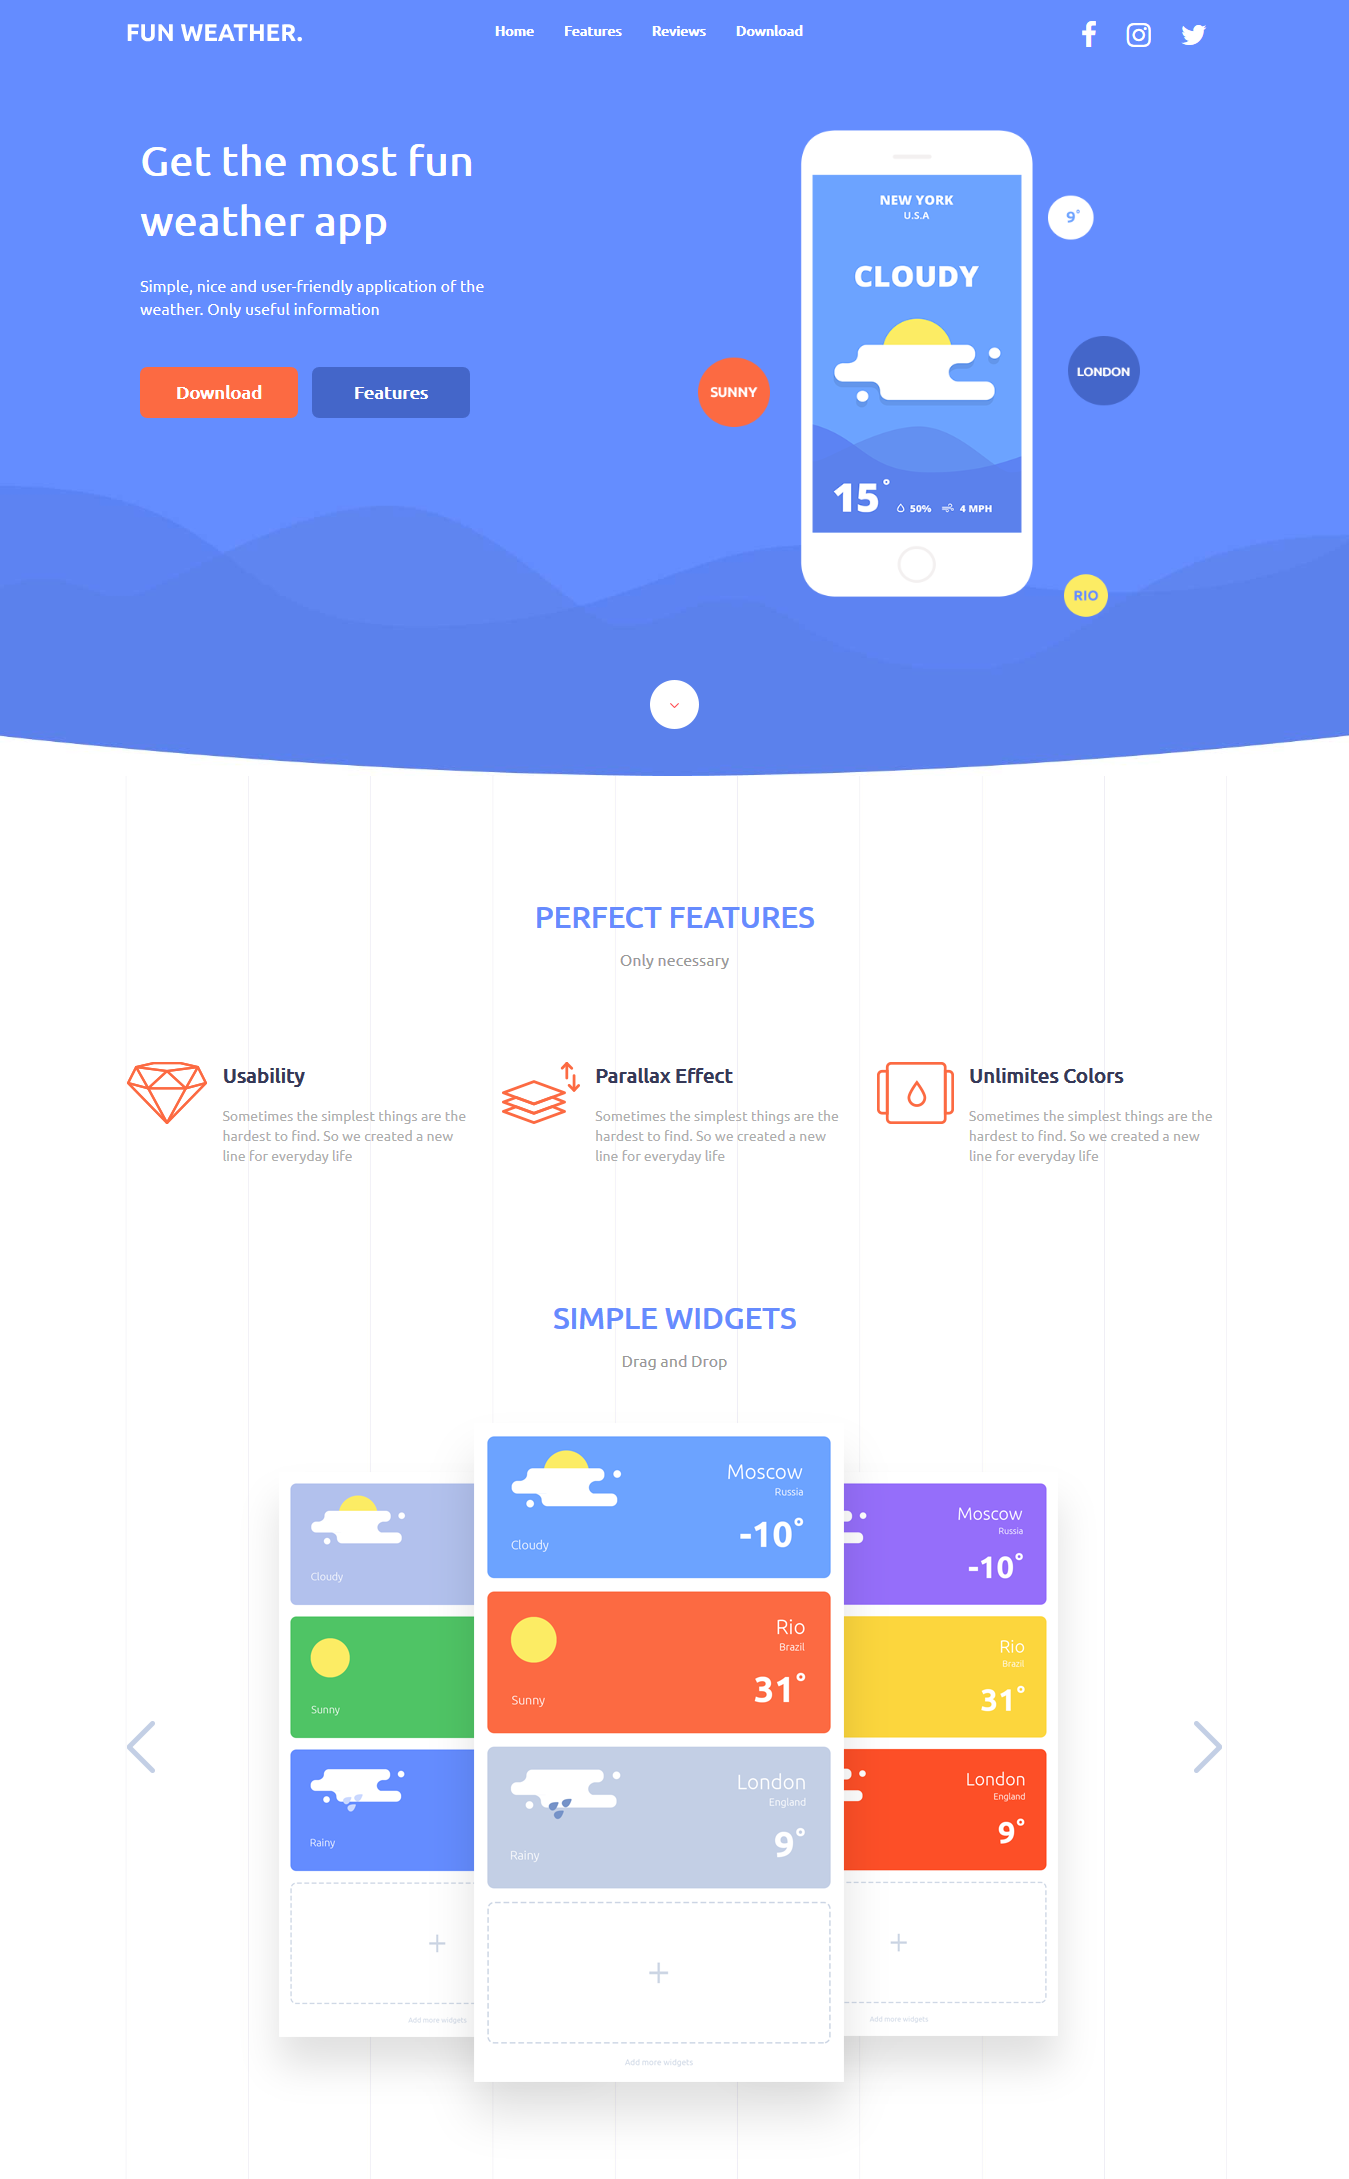 FUN WEATHER.
Home Features Reviews Download
Get the most fun
weather app
Simple, nice and user-friendly application of the
weather. Only useful information
Download Features
NEW YORK
U.S.A
CLOUDY
15° 50% 4 MPH
9°
SUNNY
LONDON
RIO
PERFECT FEATURES
Only necessary
Usability
Sometimes the simplest things are the
hardest to find. So we created a new
line for everyday life
Parallax Effect
Sometimes the simplest things are the
hardest to find. So we created a new
line for everyday life
Unlimites Colors
Sometimes the simplest things are the
hardest to find. So we created a new
line for everyday life
SIMPLE WIDGETS
Drag and Drop
Cloudy
Sunny
Rainy
Add more widgets
Moscow
Russia
-10°
Cloudy
Rio
Brazil
31°
Sunny
London
England
9°
Rainy
Add more widgets
Moscow
Russia
-10°
Rio
Brazil
31°
London
England
9°
Add more widgets